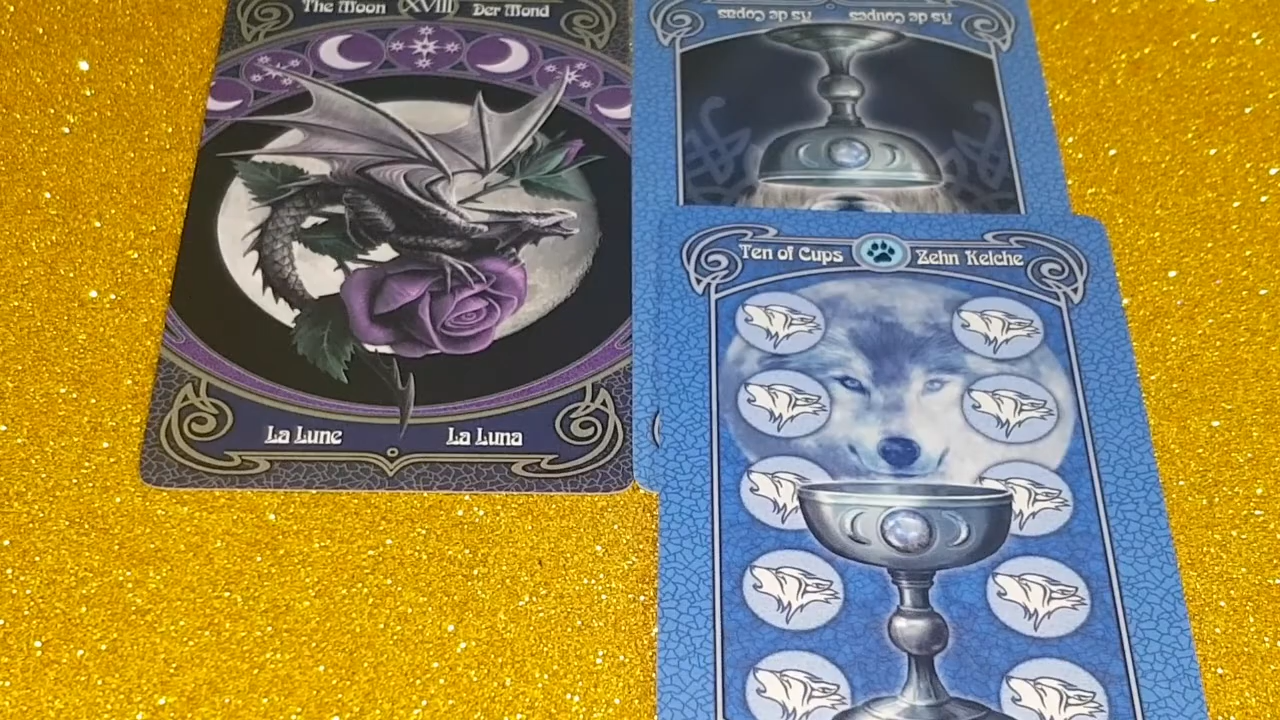 The Moon XVIII Der Mond
La Lune La Luna
As de Copas As de Coupes
Ten of Cups Zehn Kelche